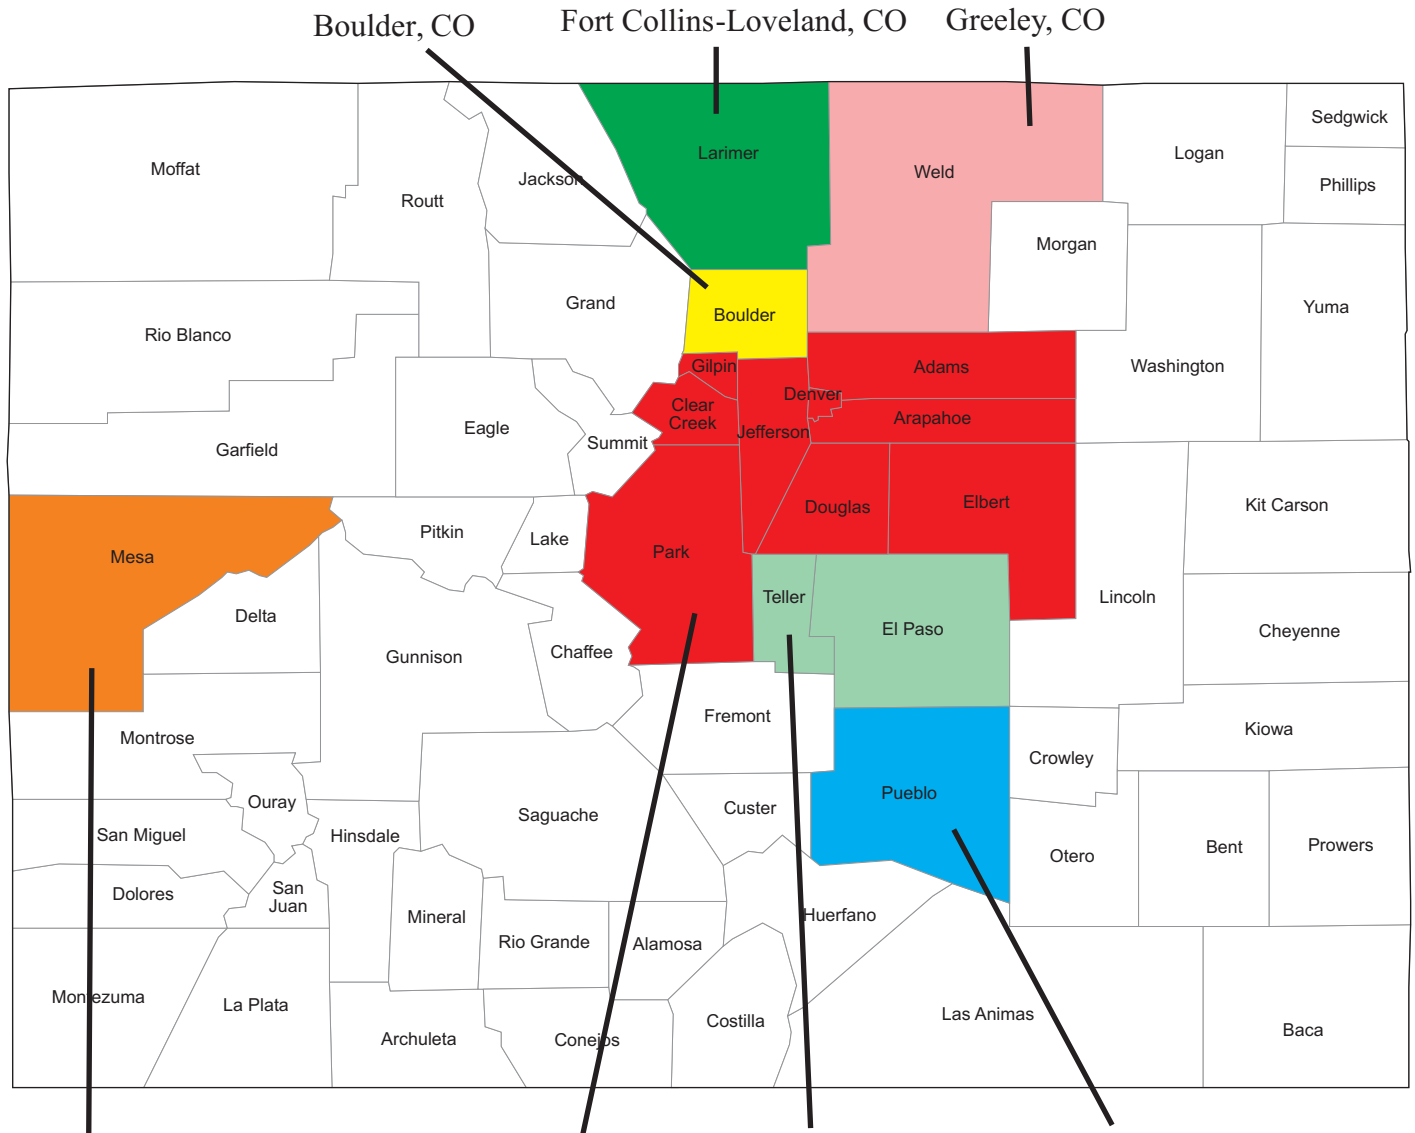 Boulder, CO
Fort Collins-Loveland, CO
Greeley, CO
Moffat
Routt
Jackson
Larimer
Weld
Logan
Sedgwick
Phillips
Morgan
Rio Blanco
Grand
Boulder
Yuma
Washington
Gilpin
Adams
Denver
Clear
Creek
Jefferson
Arapahoe
Garfield
Eagle
Summit
Mesa
Pitkin
Lake
Park
Douglas
Elbert
Kit Carson
Delta
Gunnison
Chaffee
Teller
El Paso
Lincoln
Cheyenne
Montrose
Fremont
Crowley
Kiowa
Ouray
Saguache
Custer
Pueblo
San Miguel
Hinsdale
Otero
Bent
Prowers
Dolores
San
Juan
Mineral
Rio Grande
Alamosa
Huerfano
Montezuma
La Plata
Archuleta
Conejos
Costilla
Las Animas
Baca